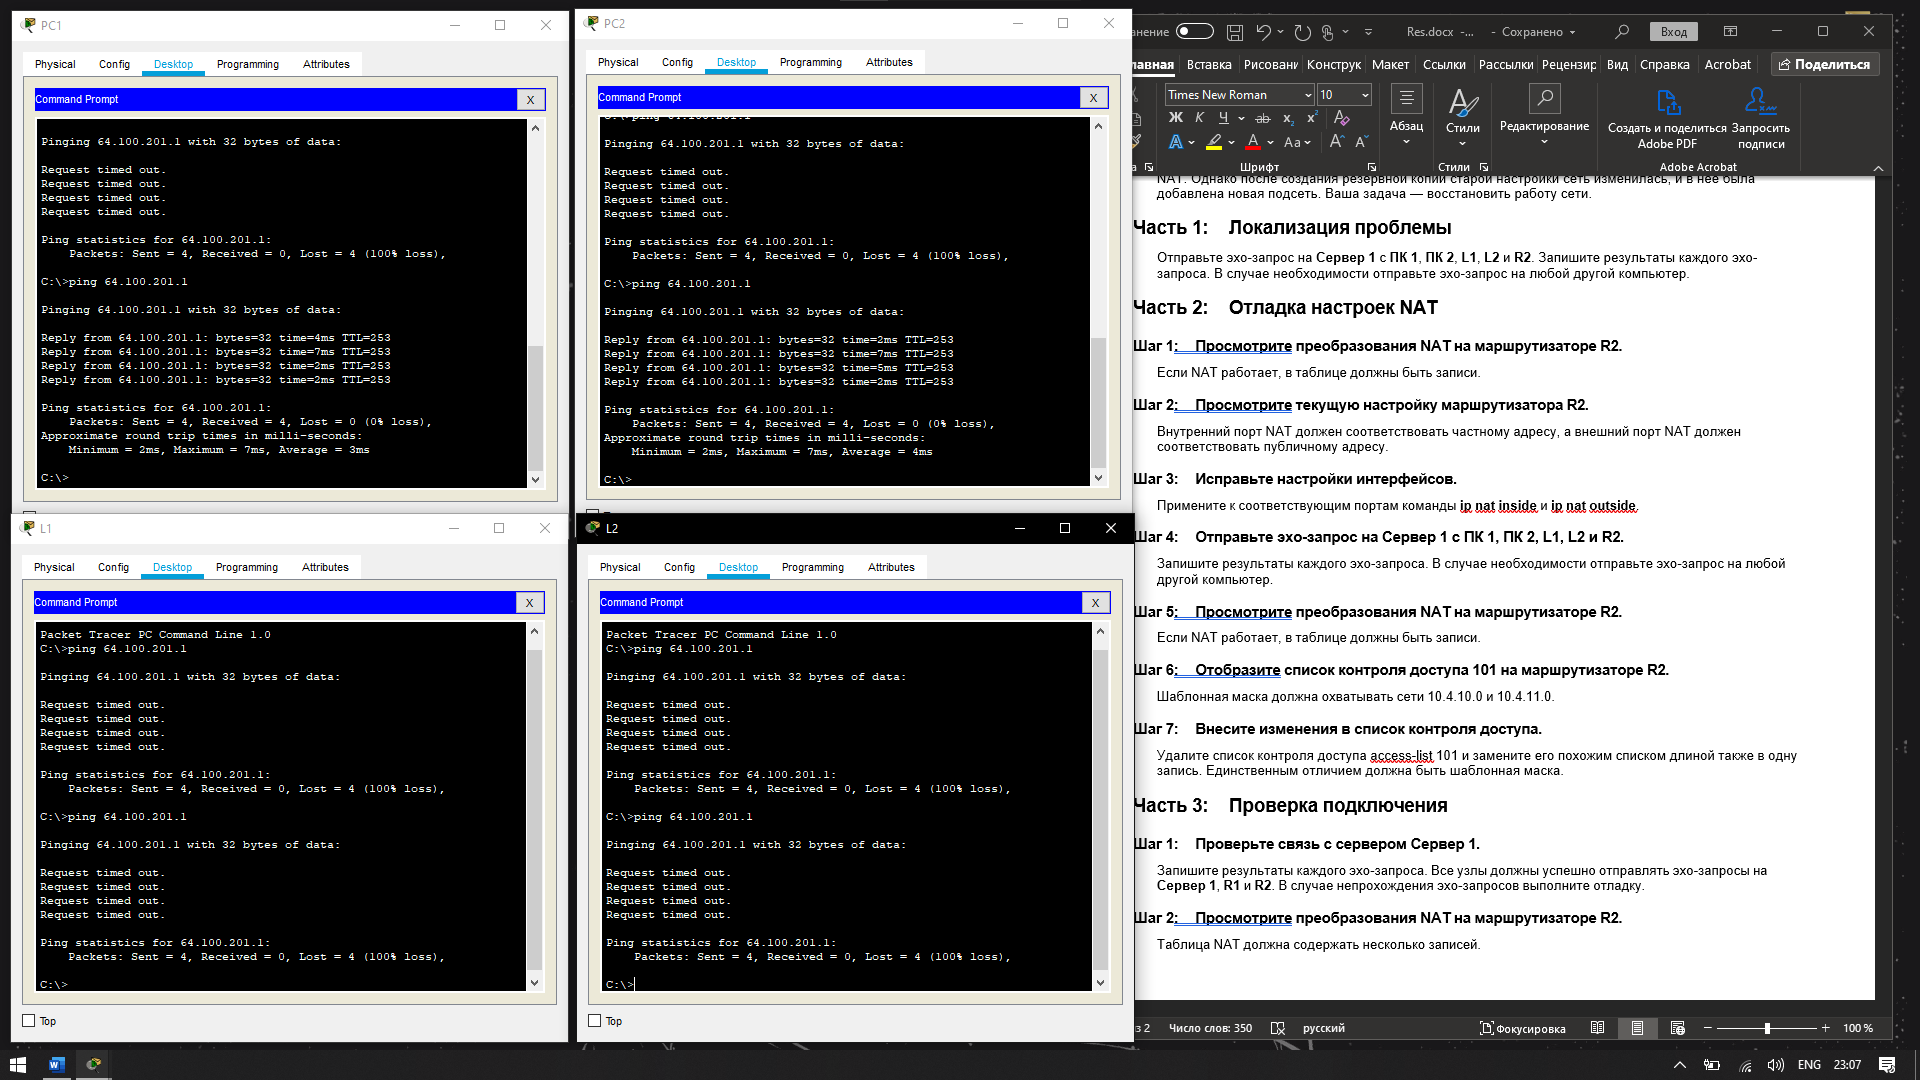 PC1
Physical Config Desktop Programming Attributes
Command Prompt
X
Pinging 64.100.201.1 with 32 bytes of data:
Request timed out.
Request timed out.
Request timed out.
Request timed out.
Ping statistics for 64.100.201.1:
Packets: Sent = 4, Received = 0, Lost = 4 (100% loss),
C:\>ping 64.100.201.1
Pinging 64.100.201.1 with 32 bytes of data:
Reply from 64.100.201.1: bytes=32 time=4ms TTL=253
Reply from 64.100.201.1: bytes=32 time=7ms TTL=253
Reply from 64.100.201.1: bytes=32 time=2ms TTL=253
Reply from 64.100.201.1: bytes=32 time=2ms TTL=253
Ping statistics for 64.100.201.1:
Packets: Sent = 4, Received = 4, Lost = 0 (0% loss),
Approximate round trip times in milli-seconds:
Minimum = 2ms, Maximum = 7ms, Average = 3ms
C:\>
PC2
Physical Config Desktop Programming Attributes
Command Prompt
X
C:\>ping 64.100.201.1
Pinging 64.100.201.1 with 32 bytes of data:
Request timed out.
Request timed out.
Request timed out.
Request timed out.
Ping statistics for 64.100.201.1:
Packets: Sent = 4, Received = 0, Lost = 4 (100% loss),
C:\>ping 64.100.201.1
Pinging 64.100.201.1 with 32 bytes of data:
Reply from 64.100.201.1: bytes=32 time=2ms TTL=253
Reply from 64.100.201.1: bytes=32 time=7ms TTL=253
Reply from 64.100.201.1: bytes=32 time=5ms TTL=253
Reply from 64.100.201.1: bytes=32 time=2ms TTL=253
Ping statistics for 64.100.201.1:
Packets: Sent = 4, Received = 4, Lost = 0 (0% loss),
Approximate round trip times in milli-seconds:
Minimum = 2ms, Maximum = 7ms, Average = 4ms
C:\>
L1
Physical Config Desktop Programming Attributes
Command Prompt
X
Packet Tracer PC Command Line 1.0
C:\>ping 64.100.201.1
Pinging 64.100.201.1 with 32 bytes of data:
Request timed out.
Request timed out.
Request timed out.
Request timed out.
Ping statistics for 64.100.201.1:
Packets: Sent = 4, Received = 0, Lost = 4 (100% loss),
C:\>ping 64.100.201.1
Pinging 64.100.201.1 with 32 bytes of data:
Request timed out.
Request timed out.
Request timed out.
Request timed out.
Ping statistics for 64.100.201.1:
Packets: Sent = 4, Received = 0, Lost = 4 (100% loss),
C:\>
Top
L2
Physical Config Desktop Programming Attributes
Command Prompt
X
Packet Tracer PC Command Line 1.0
C:\>ping 64.100.201.1
Pinging 64.100.201.1 with 32 bytes of data:
Request timed out.
Request timed out.
Request timed out.
Request timed out.
Ping statistics for 64.100.201.1:
Packets: Sent = 4, Received = 0, Lost = 4 (100% loss),
C:\>ping 64.100.201.1
Pinging 64.100.201.1 with 32 bytes of data:
Request timed out.
Request timed out.
Request timed out.
Request timed out.
Ping statistics for 64.100.201.1:
Packets: Sent = 4, Received = 0, Lost = 4 (100% loss),
C:\>
Top
нение Res.docx -... - Сохранено Вход
лавная Вставка Рисовани Конструк Макет Ссылки Рассылки Рецензир Вид Справка Acrobat Поделиться
Times New Roman 10
Ж К Ч ab x₂ x²
A Aa
Абзац Стили Редактирование
Создать и поделиться Adobe PDF
Запросить подписи
Шрифт Стили Adobe Acrobat
NAT. Однако после создания резервной копии старой настройки сеть изменилась, и в нее была
добавлена новая подсеть. Ваша задача — восстановить работу сети.
Часть 1: Локализация проблемы
Отправьте эхо-запрос на Сервер 1 с ПК 1, ПК 2, L1, L2 и R2. Запишите результаты каждого эхо-
запроса. В случае необходимости отправьте эхо-запрос на любой другой компьютер.
Часть 2: Отладка настроек NAT
Шаг 1: Просмотрите преобразования NAT на маршрутизаторе R2.
Если NAT работает, в таблице должны быть записи.
Шаг 2: Просмотрите текущую настройку маршрутизатора R2.
Внутренний порт NAT должен соответствовать частному адресу, а внешний порт NAT должен
соответствовать публичному адресу.
Шаг 3: Исправьте настройки интерфейсов.
Примените к соответствующим портам команды ip nat inside и ip nat outside.
Шаг 4: Отправьте эхо-запрос на Сервер 1 с ПК 1, ПК 2, L1, L2 и R2.
Запишите результаты каждого эхо-запроса. В случае необходимости отправьте эхо-запрос на любой
другой компьютер.
Шаг 5: Просмотрите преобразования NAT на маршрутизаторе R2.
Если NAT работает, в таблице должны быть записи.
Шаг 6: Отобразите список контроля доступа 101 на маршрутизаторе R2.
Шаблонная маска должна охватывать сети 10.4.10.0 и 10.4.11.0.
Шаг 7: Внесите изменения в список контроля доступа.
Удалите список контроля доступа access-list 101 и замените его похожим списком длиной также в одну
запись. Единственным отличием должна быть шаблонная маска.
Часть 3: Проверка подключения
Шаг 1: Проверьте связь с сервером Сервер 1.
Запишите результаты каждого эхо-запроса. Все узлы должны успешно отправлять эхо-запросы на
Сервер 1, R1 и R2. В случае непрохождения эхо-запросов выполните отладку.
Шаг 2: Просмотрите преобразования NAT на маршрутизаторе R2.
Таблица NAT должна содержать несколько записей.
из 2 Число слов: 350 русский Фокусировка 100 %
ENG 23:07